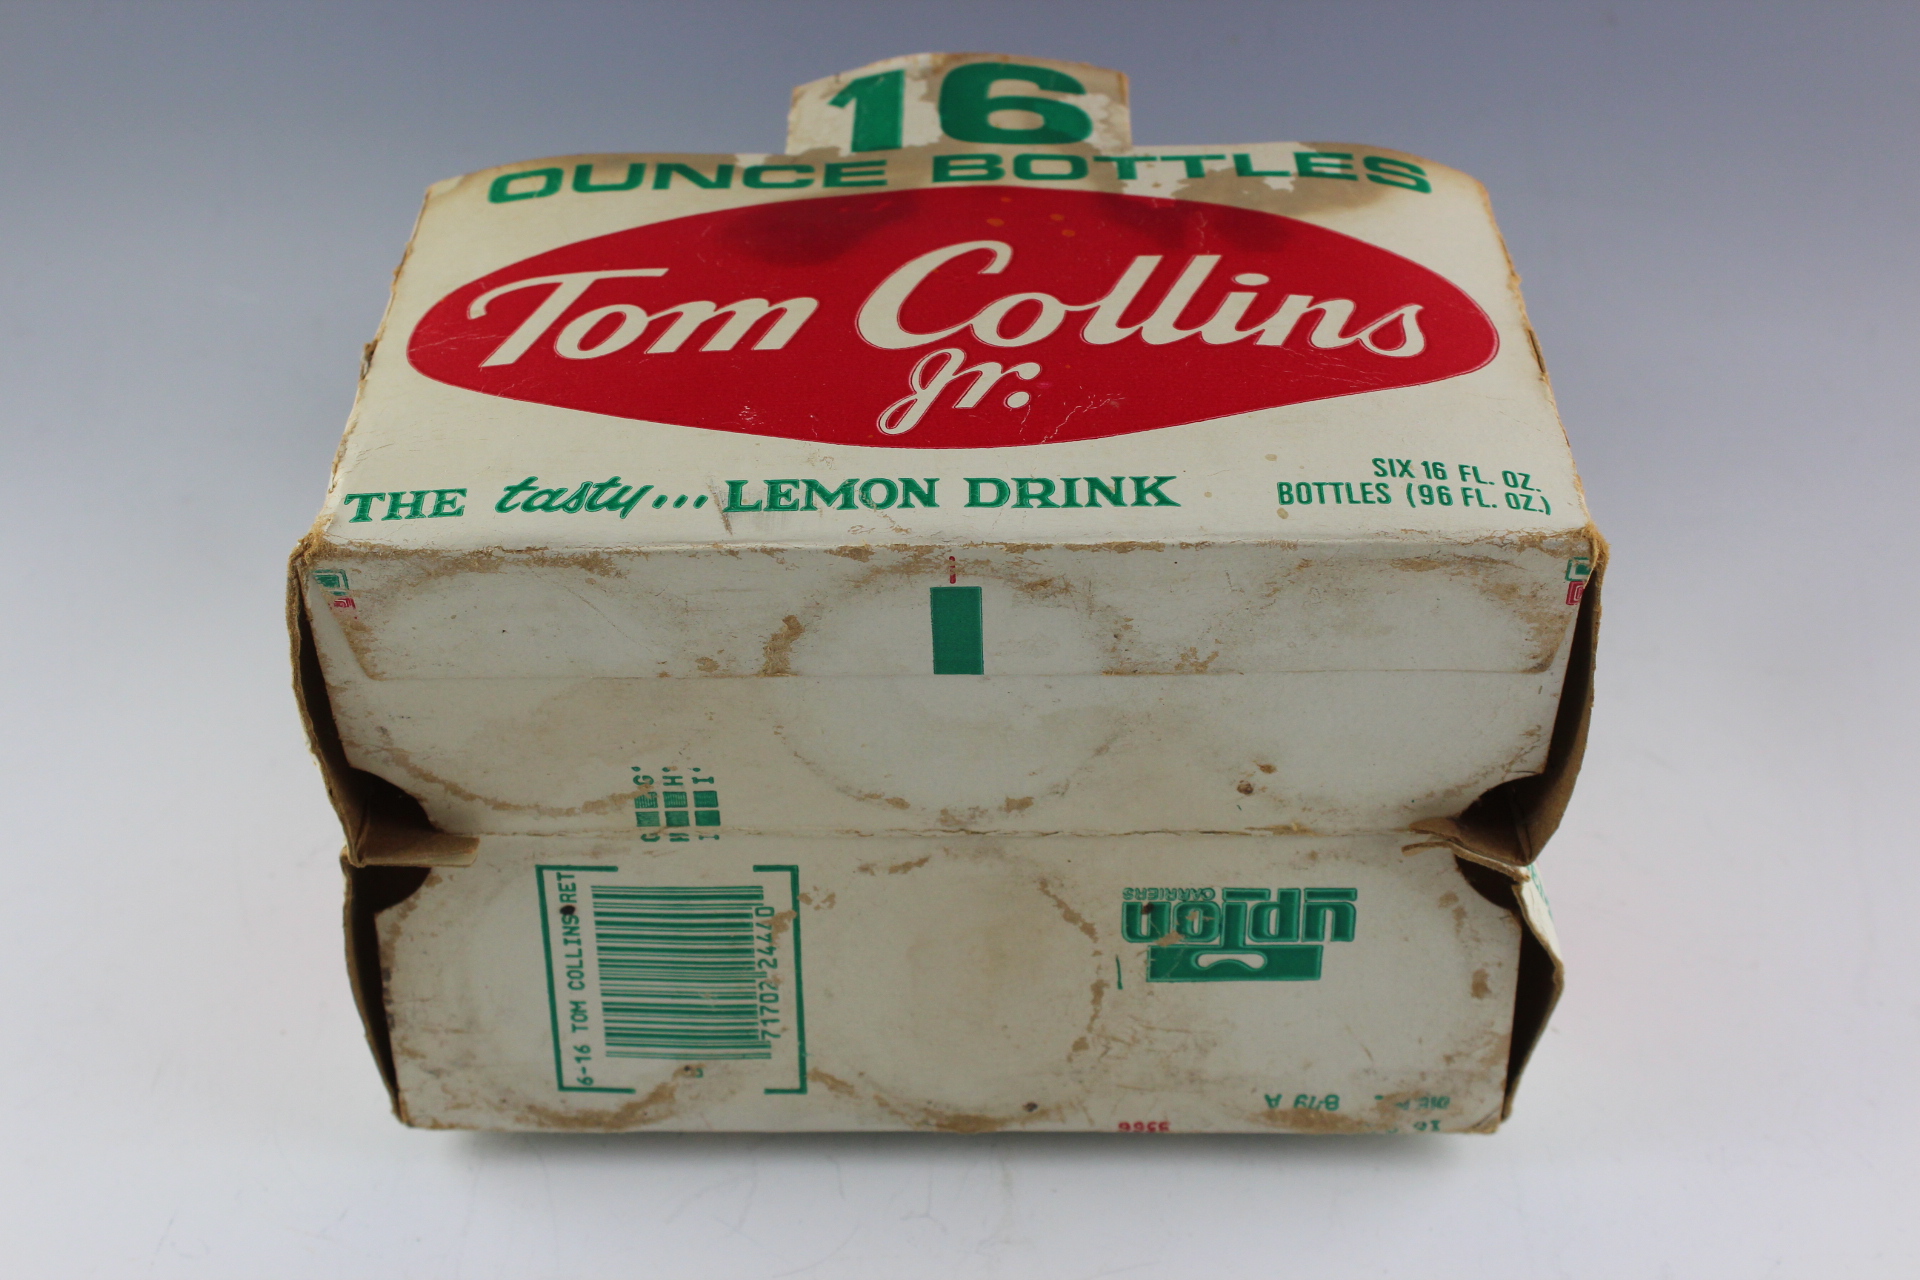 16
OUNCE BOTTLES
Tom Collins
Jr.
THE tasty... LEMON DRINK
SIX 16 FL. OZ.
BOTTLES (96 FL. OZ.)
G G
H H
I I
6-16 TOM COLLINS RET
71702 24440
UPTON
CARRIERS
8-79 A